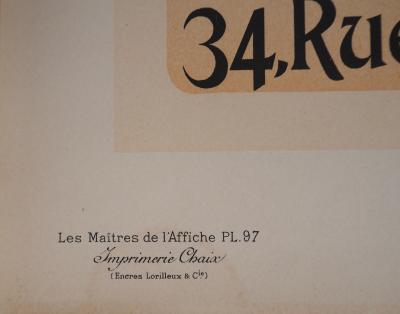 34, Rue
Les Maîtres de l'Affiche PL. 97
Imprimerie Chaix
(Encres Lorilleux & Cie)